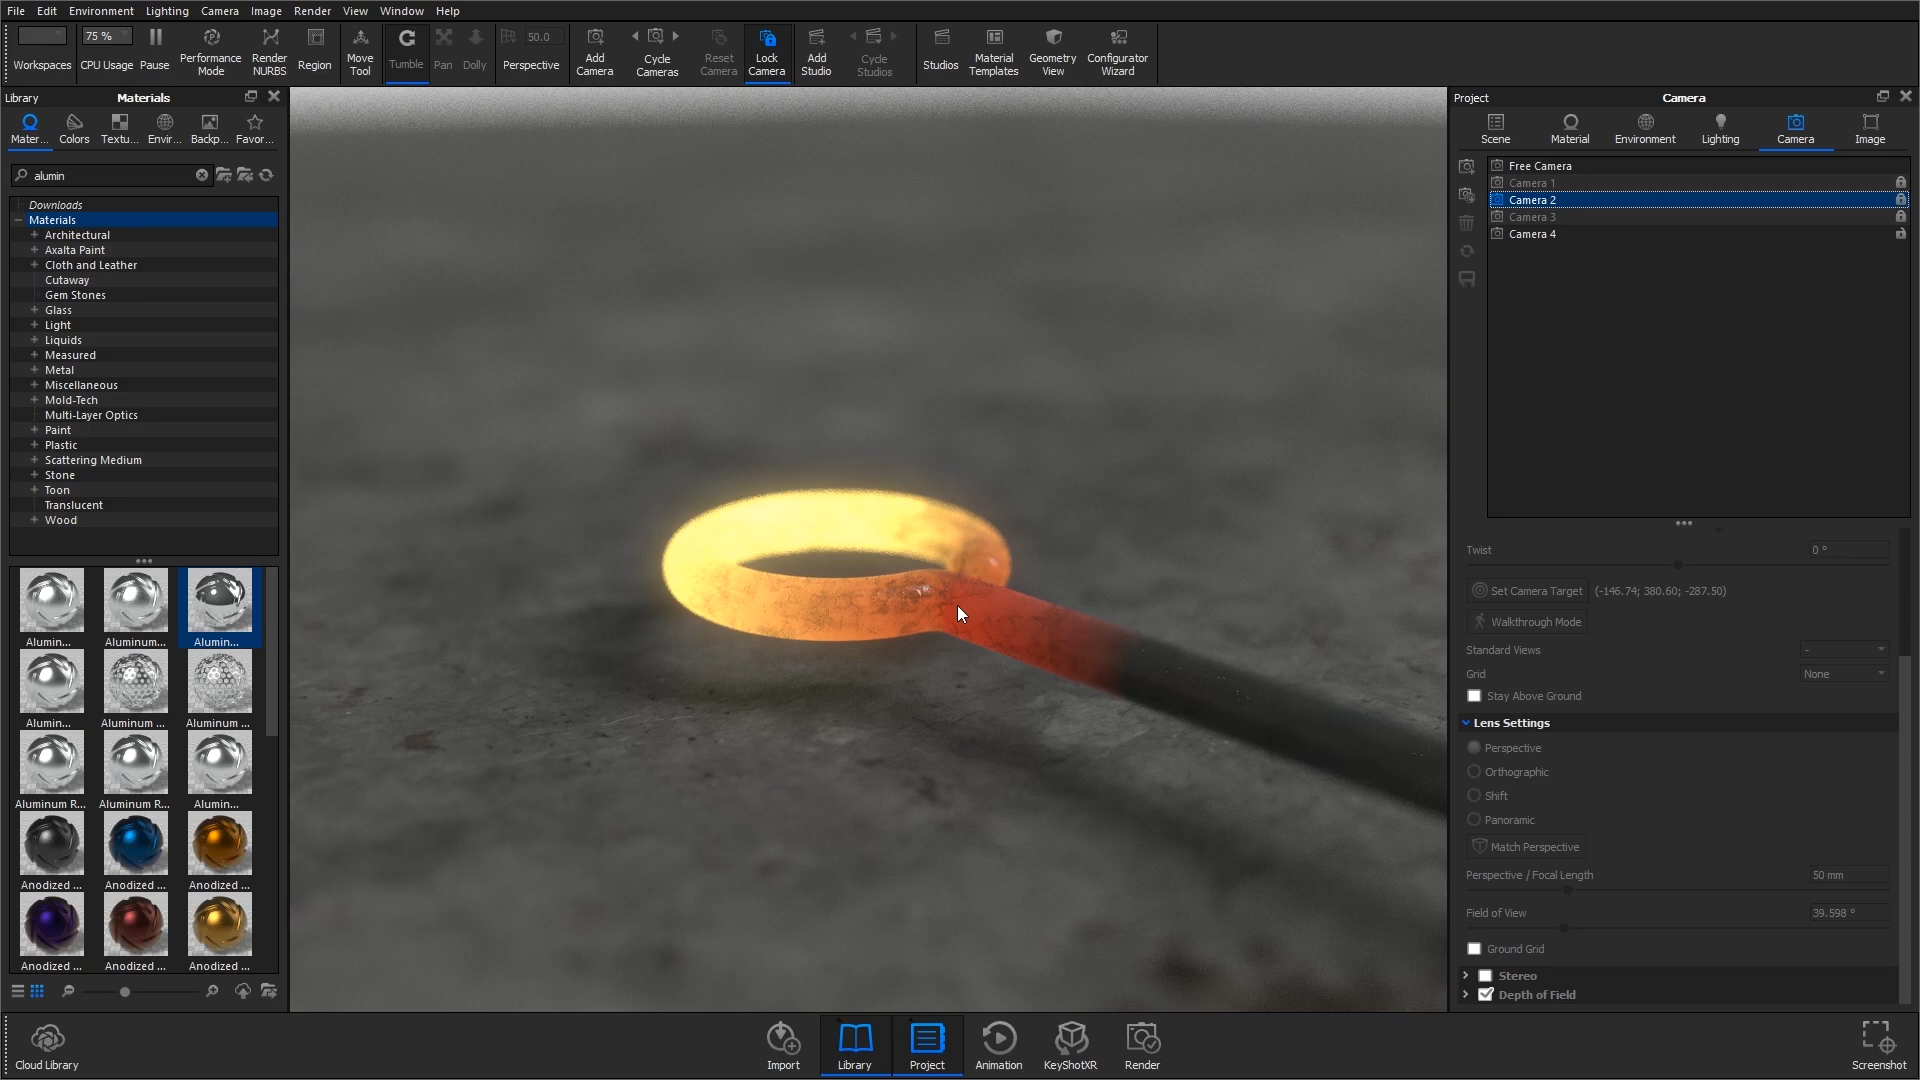 File Edit Environment Lighting Camera Image Render View Window Help
75 % 50.0
Workspaces CPU Usage Pause Performance Mode Render NURBS Region Move Tool Tumble Pan Dolly Perspective Add Camera Cycle Cameras Reset Camera Lock Camera Add Studio Cycle Studios Studios Material Templates Geometry View Configurator Wizard
Library Materials
Mater... Colors Textu... Envir... Backp... Favor...
alumin
Downloads
Materials
Architectural
Axalta Paint
Cloth and Leather
Cutaway
Gem Stones
Glass
Light
Liquids
Measured
Metal
Miscellaneous
Mold-Tech
Multi-Layer Optics
Paint
Plastic
Scattering Medium
Stone
Toon
Translucent
Wood
Alumin... Aluminum... Alumin...
Alumin... Aluminum ... Aluminum ...
Aluminum R... Aluminum R... Alumin...
Anodized ... Anodized ... Anodized ...
Anodized ... Anodized ... Anodized ...
Project Camera
Scene Material Environment Lighting Camera Image
Free Camera
Camera 1
Camera 2
Camera 3
Camera 4
Twist 0 °
Set Camera Target (-146.74; 380.60; -287.50)
Walkthrough Mode
Standard Views -
Grid None
Stay Above Ground
Lens Settings
Perspective
Orthographic
Shift
Panoramic
Match Perspective
Perspective / Focal Length 50 mm
Field of View 39.598 °
Ground Grid
Stereo
Depth of Field
Cloud Library Import Library Project Animation KeyShotXR Render Screenshot